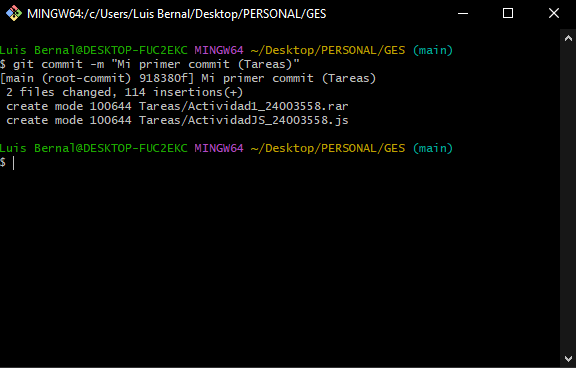 MINGW64:/c/Users/Luis Bernal/Desktop/PERSONAL/GES
Luis Bernal@DESKTOP-FUC2EKC MINGW64 ~/Desktop/PERSONAL/GES (main)
$ git commit -m "Mi primer commit (Tareas)"
[main (root-commit) 918380f] Mi primer commit (Tareas)
 2 files changed, 114 insertions(+)
 create mode 100644 Tareas/Actividad1_24003558.rar
 create mode 100644 Tareas/ActividadJS_24003558.js
Luis Bernal@DESKTOP-FUC2EKC MINGW64 ~/Desktop/PERSONAL/GES (main)
$